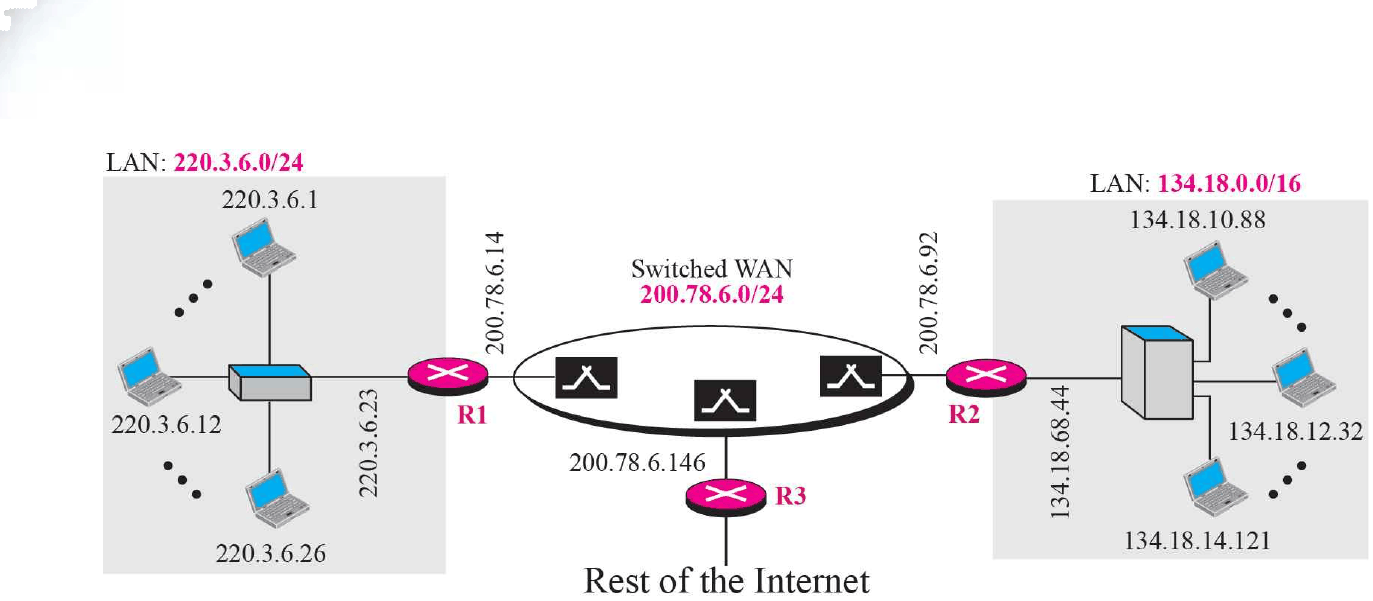 LAN: 220.3.6.0/24
220.3.6.1
220.3.6.12
220.3.6.26
220.3.6.23
R1
200.78.6.14
Switched WAN
200.78.6.0/24
200.78.6.146
R3
Rest of the Internet
200.78.6.92
R2
LAN: 134.18.0.0/16
134.18.10.88
134.18.68.44
134.18.12.32
134.18.14.121